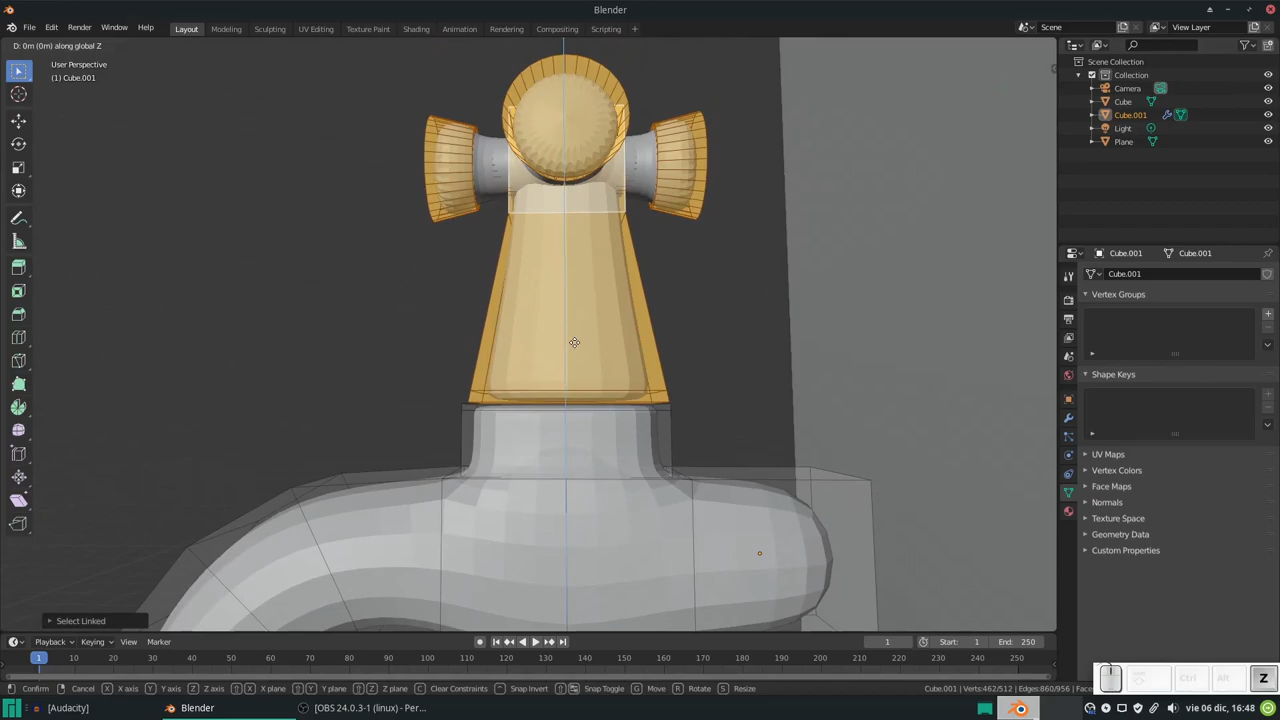 Blender
File Edit Render Window Help
Layout Modeling Sculpting UV Editing Texture Paint Shading Animation Rendering Compositing Scripting +
Scene
View Layer
D: 0m (0m) along global Z
User Perspective
(1) Cube.001
Scene Collection
Collection
Camera
Cube
Cube.001
Light
Plane
Cube.001 Cube.001
Cube.001
Vertex Groups
Shape Keys
UV Maps
Vertex Colors
Face Maps
Normals
Texture Space
Geometry Data
Custom Properties
Select Linked
Playback Keying View Marker
1 Start: 1 End: 250
1 10 20 30 40 50 60 70 80 90 100 110 120 130 140 150 160 170 180 190 200 210 220 230 240 250
Confirm Cancel X X axis Y Y axis Z Z axis X X plane Y Y plane Z Z plane C Clear Constraints Snap Invert Snap Toggle G Move R Rotate S Resize
Cube.001 | Verts:462/512 | Edges:860/956 |
Ctrl Alt Z
[Audacity] Blender [OBS 24.0.3-1 (linux) - Per...
vie 06 dic, 16:48